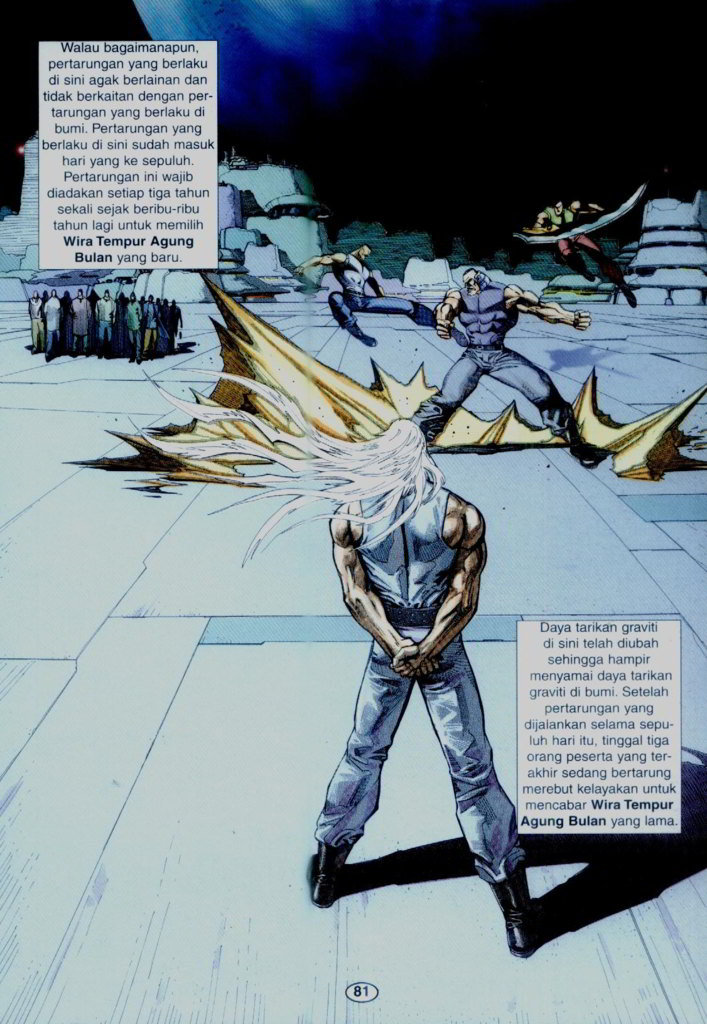 Walau bagaimanapun,
pertarungan yang berlaku
di sini agak berlainan dan
tidak berkaitan dengan per-
tarungan yang berlaku di
bumi. Pertarungan yang
berlaku di sini sudah masuk
hari yang ke sepuluh.
Pertarungan ini wajib
diadakan setiap tiga tahun
sekali sejak beribu-ribu
tahun lagi untuk memilih
Wira Tempur Agung
Bulan yang baru.
Daya tarikan graviti
di sini telah diubah
sehingga hampir
menyamai daya tarikan
graviti di bumi. Setelah
pertarungan yang
dijalankan selama sepu-
luh hari itu, tinggal tiga
orang peserta yang ter-
akhir sedang bertarung
merebut kelayakan untuk
mencabar Wira Tempur
Agung Bulan yang lama.
81